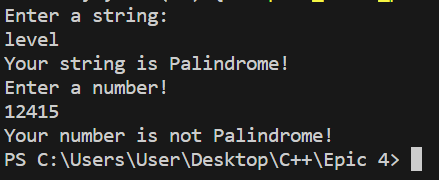 Enter a string:
level
Your string is Palindrome!
Enter a number!
12415
Your number is not Palindrome!
PS C:\Users\User\Desktop\C++\Epic 4>